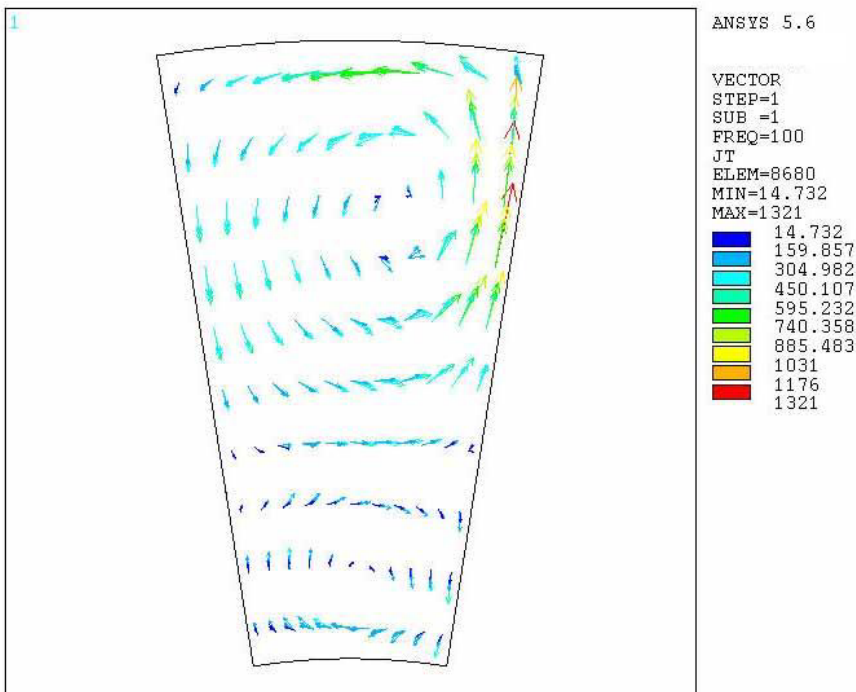 1
ANSYS 5.6
VECTOR
STEP=1
SUB =1
FREQ=100
JT
ELEM=8680
MIN=14.732
MAX=1321
14.732
159.857
304.982
450.107
595.232
740.358
885.483
1031
1176
1321